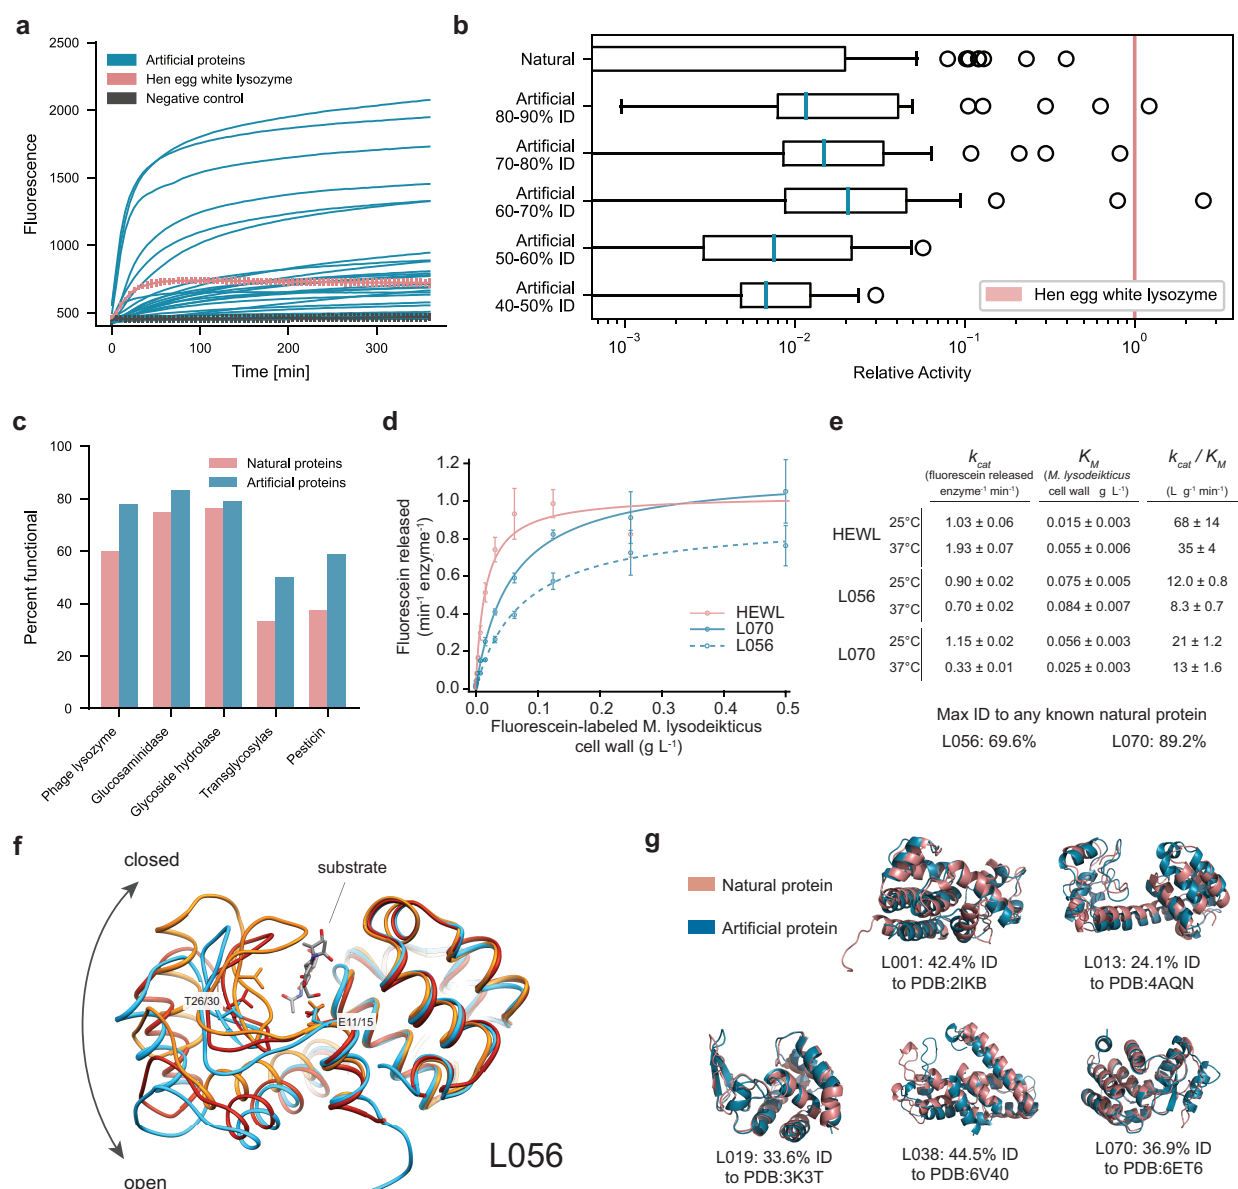 a
2500
2000
1500
1000
500
0
100
200
300
Fluorescence
Time [min]
Artificial proteins
Hen egg white lysozyme
Negative control
b
Natural
Artificial
80-90% ID
Artificial
70-80% ID
Artificial
60-70% ID
Artificial
50-60% ID
Artificial
40-50% ID
Hen egg white lysozyme
10⁻³
10⁻²
10⁻¹
10⁰
Relative Activity
c
100
80
60
40
20
0
Percent functional
Natural proteins
Artificial proteins
Phage lysozyme
Glucosaminidase
Glycoside hydrolase
Transglycosylas
Pesticin
d
1.2
1.0
0.8
0.6
0.4
0.2
0.0
Fluorescein released
(min⁻¹ enzyme⁻¹)
HEWL
L070
L056
0.0
0.1
0.2
0.3
0.4
0.5
Fluorescein-labeled M. lysodeikticus
cell wall (g L⁻¹)
e
k_cat K_M k_cat / K_M
(fluorescein released (M. lysodeikticus
enzyme⁻¹ min⁻¹) cell wall g L⁻¹) (L g⁻¹ min⁻¹)
HEWL
25°C 1.03 ± 0.06 0.015 ± 0.003 68 ± 14
37°C 1.93 ± 0.07 0.055 ± 0.006 35 ± 4
L056
25°C 0.90 ± 0.02 0.075 ± 0.005 12.0 ± 0.8
37°C 0.70 ± 0.02 0.084 ± 0.007 8.3 ± 0.7
L070
25°C 1.15 ± 0.02 0.056 ± 0.003 21 ± 1.2
37°C 0.33 ± 0.01 0.025 ± 0.003 13 ± 1.6
Max ID to any known natural protein
L056: 69.6% L070: 89.2%
f
closed
substrate
T26/30
E11/15
open
L056
g
Natural protein
Artificial protein
L001: 42.4% ID
to PDB:2IKB
L013: 24.1% ID
to PDB:4AQN
L019: 33.6% ID
to PDB:3K3T
L038: 44.5% ID
to PDB:6V40
L070: 36.9% ID
to PDB:6ET6